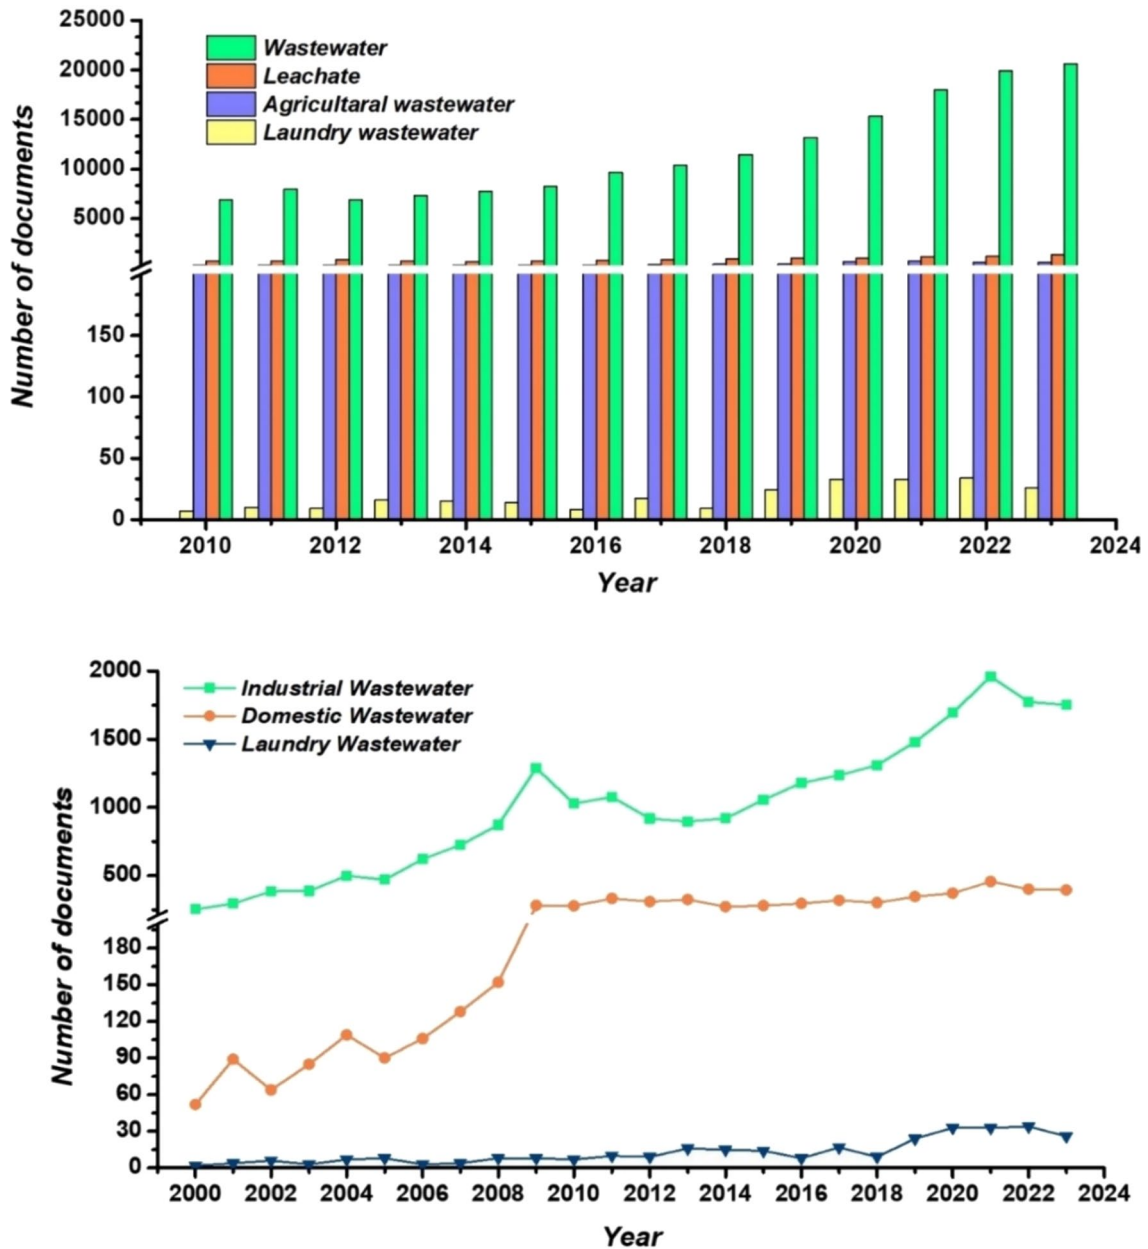 25000
20000
15000
10000
5000
150
100
50
0
Number of documents
Wastewater
Leachate
Agricultaral wastewater
Laundry wastewater
2010 2012 2014 2016 2018 2020 2022 2024
Year
2000
1500
1000
500
180
150
120
90
60
30
0
Number of documents
Industrial Wastewater
Domestic Wastewater
Laundry Wastewater
2000 2002 2004 2006 2008 2010 2012 2014 2016 2018 2020 2022 2024
Year